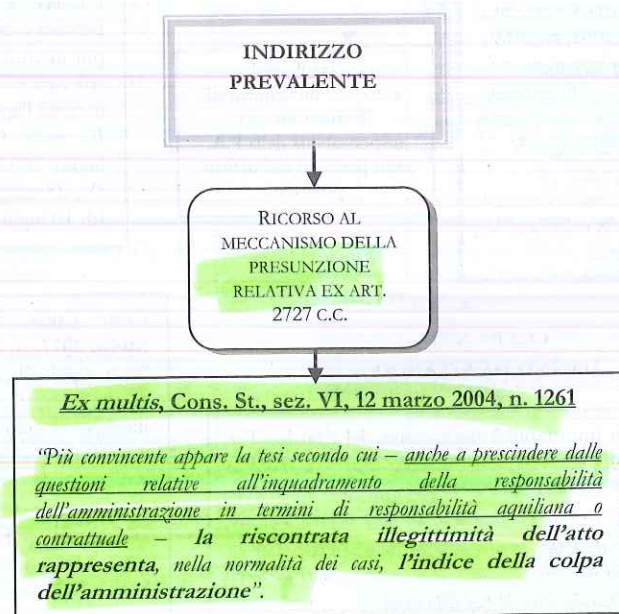 INDIRIZZO
PREVALENTE
RICORSO AL
MECCANISMO DELLA
PRESUNZIONE
RELATIVA EX ART.
2727 C.C.
Ex multis, Cons. St., sez. VI, 12 marzo 2004, n. 1261
“Più convincente appare la tesi secondo cui – anche a prescindere dalle
questioni relative all’inquadramento della responsabilità
dell’amministrazione in termini di responsabilità aquiliana o
contrattuale – la riscontrata illegittimità dell’atto
rappresenta, nella normalità dei casi, l’indice della colpa
dell’amministrazione”.